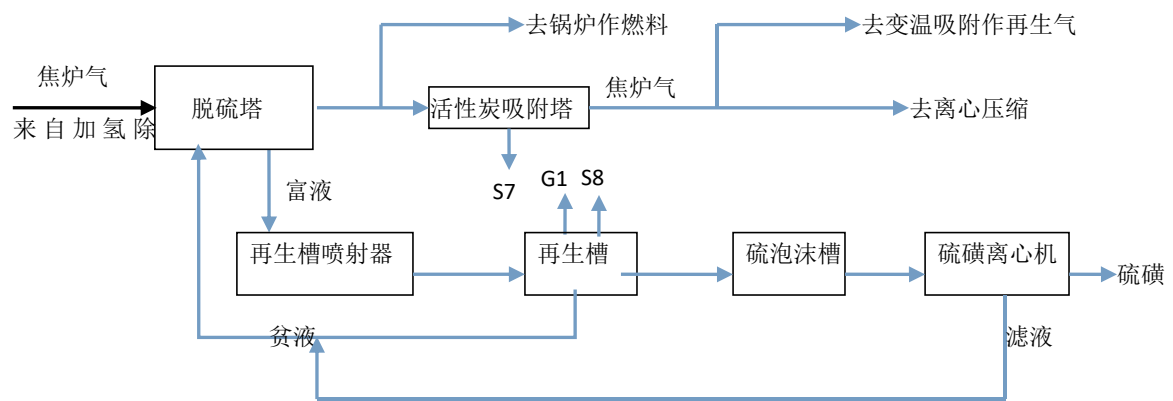 去锅炉作燃料
去变温吸附作再生气
焦炉气
脱硫塔
活性炭吸附塔
焦炉气
去离心压缩
来自加氢除
S7
G1
S8
富液
再生槽喷射器
再生槽
硫泡沫槽
硫磺离心机
硫磺
贫液
滤液